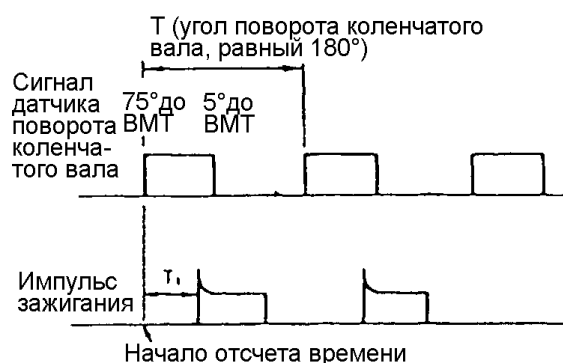 T (угол поворота коленчатого
вала, равный 180°)
Сигнал
датчика
поворота
коленча-
того вала
75°до
ВМТ
5°до
ВМТ
Импульс
зажигания
T₁
Начало отсчета времени